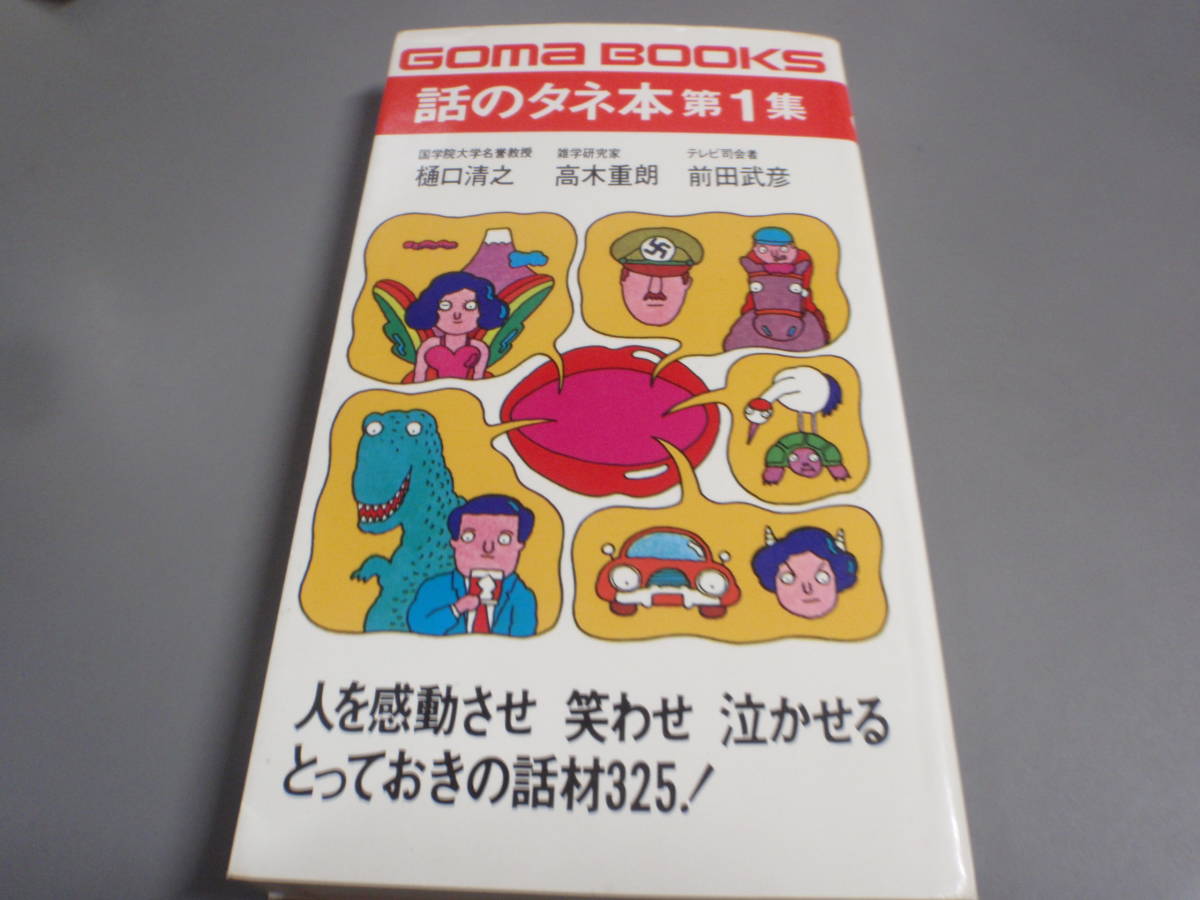 GOMA BOOKS
話のタネ本 第1集
国学院大学名誉教授 雑学研究家 テレビ司会者
樋口清之 高木重朗 前田武彦
人を感動させ 笑わせ 泣かせる
とっておきの話材325.!